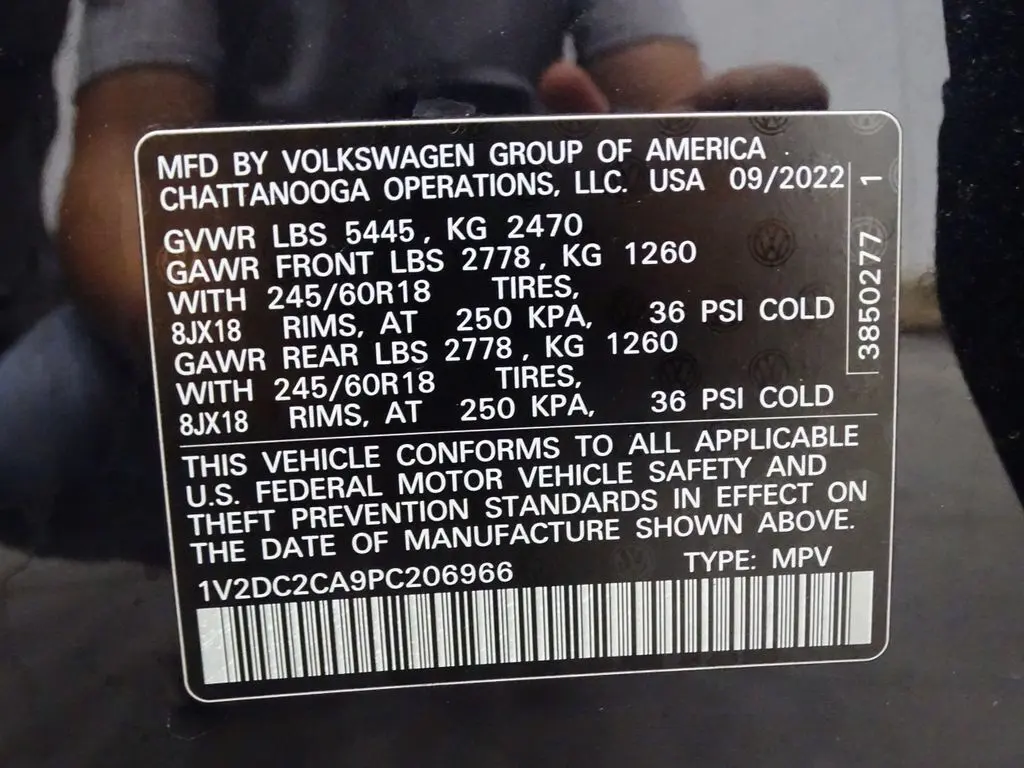 MFD BY VOLKSWAGEN GROUP OF AMERICA
CHATTANOOGA OPERATIONS, LLC. USA 09/2022
GVWR LBS 5445, KG 2470
GAWR FRONT LBS 2778, KG 1260
WITH 245/60R18 TIRES,
8JX18 RIMS, AT 250 KPA, 36 PSI COLD
GAWR REAR LBS 2778, KG 1260
WITH 245/60R18 TIRES,
8JX18 RIMS, AT 250 KPA, 36 PSI COLD
3850277 1
THIS VEHICLE CONFORMS TO ALL APPLICABLE
U.S. FEDERAL MOTOR VEHICLE SAFETY AND
THEFT PREVENTION STANDARDS IN EFFECT ON
THE DATE OF MANUFACTURE SHOWN ABOVE.
1V2DC2CA9PC206966 TYPE: MPV